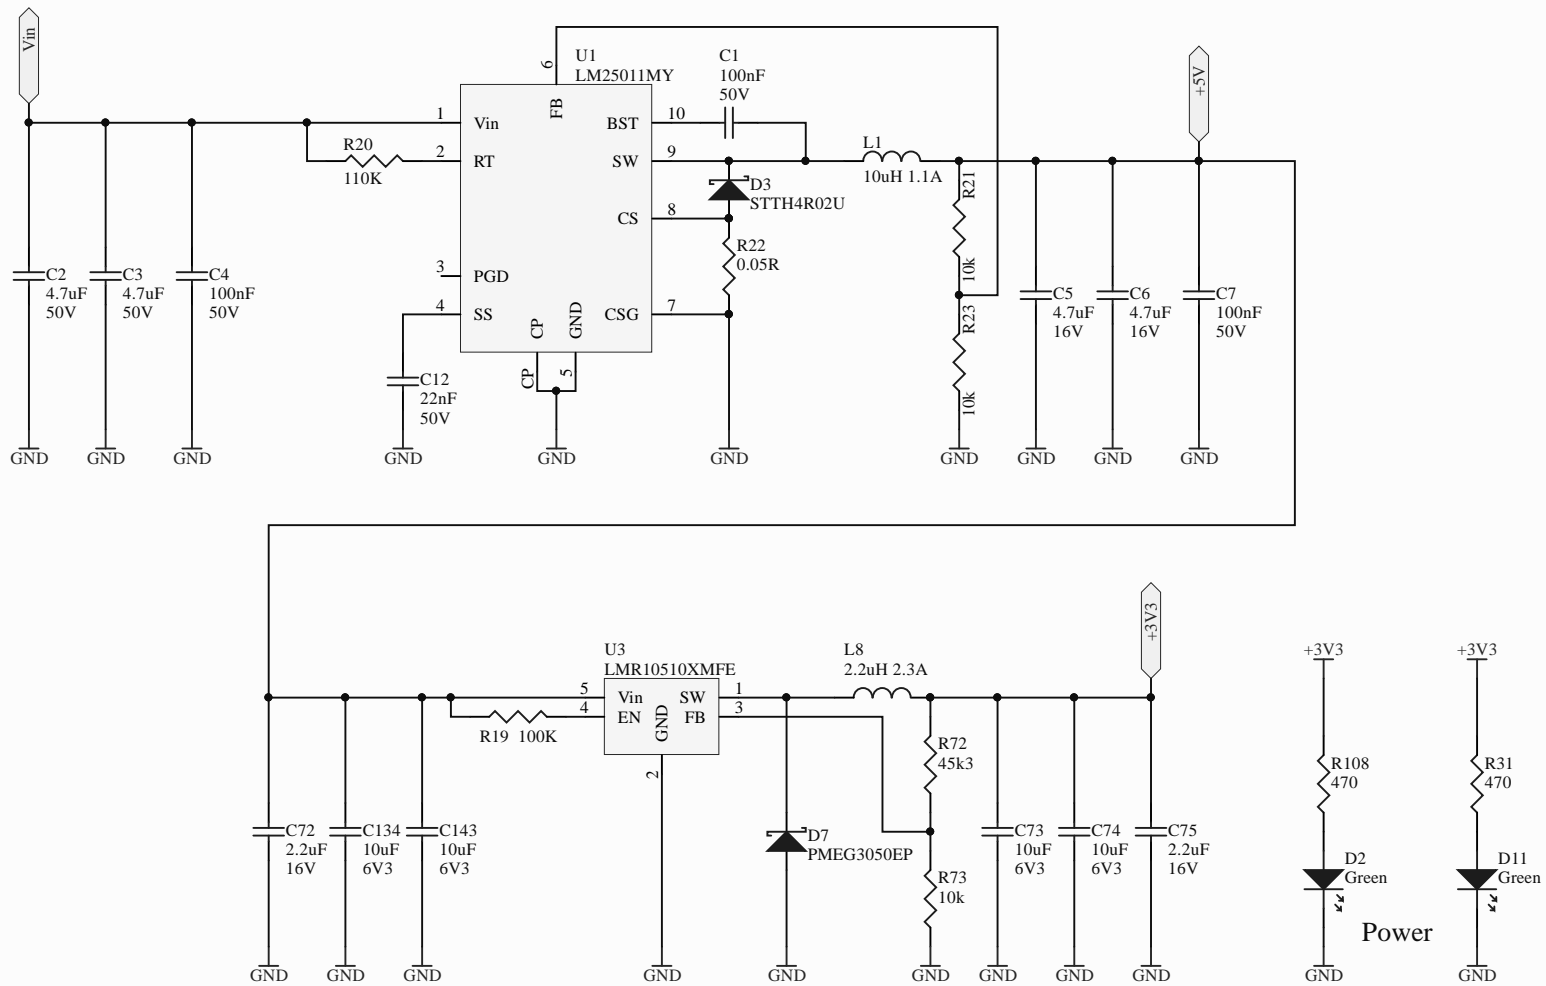 Vin
U1
LM25011MY
6
FB
C1
100nF
50V
+5V
1
Vin
BST
10
R20
110K
2
RT
SW
9
L1
10uH 1.1A
D3
STTH4R02U
R21
10k
CS
8
R22
0.05R
3
PGD
C2
4.7uF
50V
C3
4.7uF
50V
C4
100nF
50V
4
SS
CP
GND
CSG
7
R23
10k
C5
4.7uF
16V
C6
4.7uF
16V
C7
100nF
50V
CP
5
C12
22nF
50V
GND
GND
GND
GND
GND
GND
GND
GND
GND
GND
+3V3
U3
LMR10510XMFE
L8
2.2uH 2.3A
+3V3
+3V3
5
Vin
SW
1
4
EN
GND
FB
3
R19 100K
2
R72
45k3
R108
470
R31
470
C72
2.2uF
16V
C134
10uF
6V3
C143
10uF
6V3
D7
PMEG3050EP
C73
10uF
6V3
C74
10uF
6V3
C75
2.2uF
16V
R73
10k
D2
Green
D11
Green
Power
GND
GND
GND
GND
GND
GND
GND
GND
GND
GND
GND